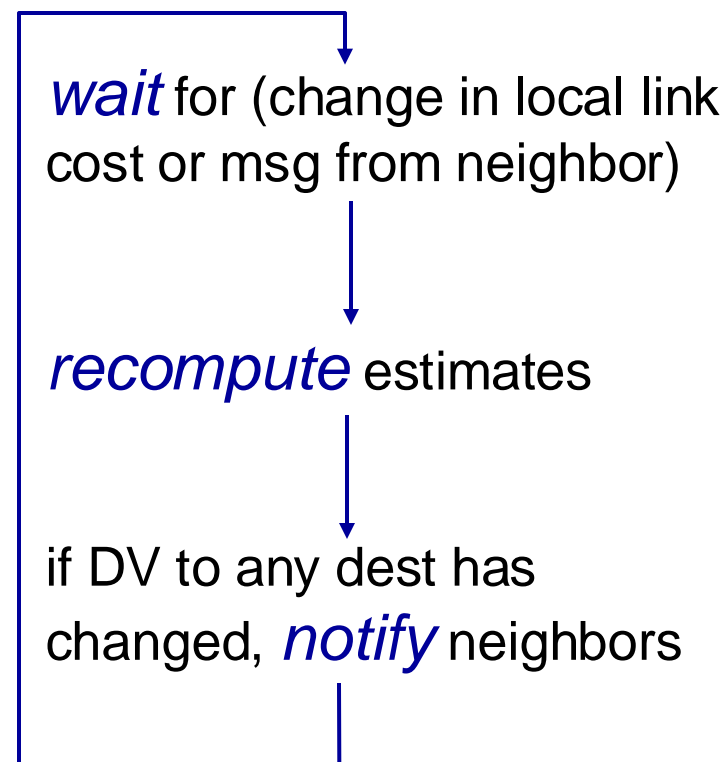 wait for (change in local link
cost or msg from neighbor)
recompute estimates
if DV to any dest has
changed, notify neighbors